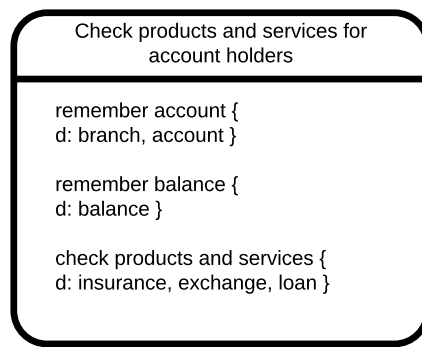 Check products and services for
account holders
remember account {
d: branch, account }
remember balance {
d: balance }
check products and services {
d: insurance, exchange, loan }